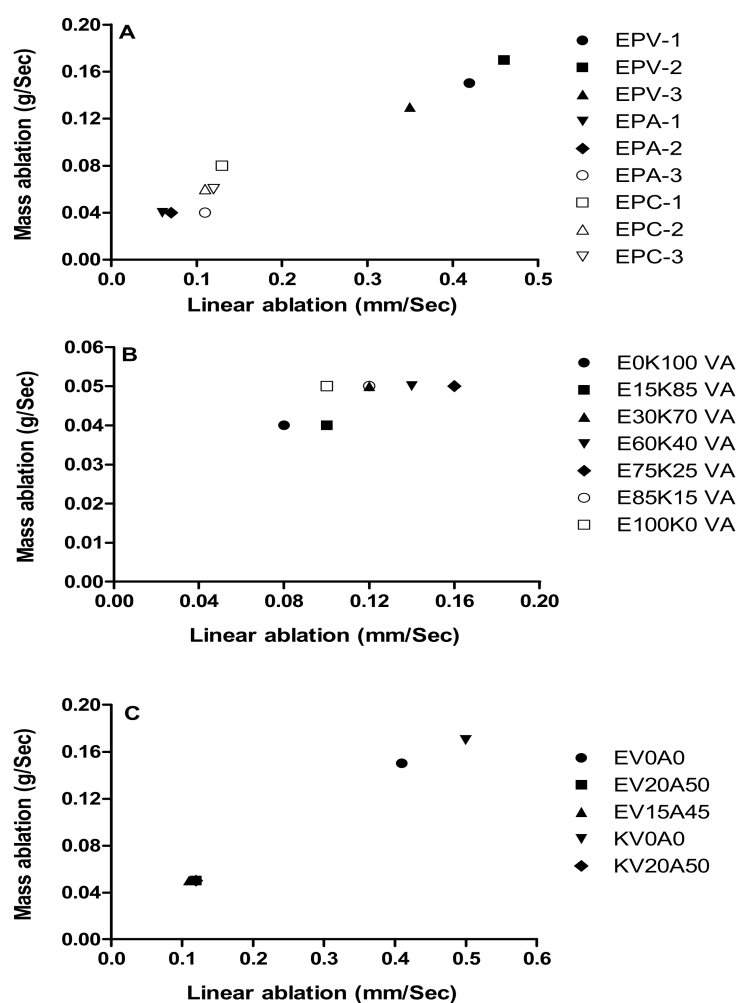 A
Mass ablation (g/Sec)
0.20
0.16
0.12
0.08
0.04
0.00
0.0 0.1 0.2 0.3 0.4 0.5
Linear ablation (mm/Sec)
EPV-1
EPV-2
EPV-3
EPA-1
EPA-2
EPA-3
EPC-1
EPC-2
EPC-3
B
Mass ablation (g/Sec)
0.06
0.05
0.04
0.03
0.02
0.01
0.00
0.00 0.04 0.08 0.12 0.16 0.20
Linear ablation (mm/Sec)
E0K100 VA
E15K85 VA
E30K70 VA
E60K40 VA
E75K25 VA
E85K15 VA
E100K0 VA
C
Mass ablation (g/Sec)
0.20
0.16
0.12
0.08
0.04
0.00
0.0 0.1 0.2 0.3 0.4 0.5 0.6
Linear ablation (mm/Sec)
EV0A0
EV20A50
EV15A45
KV0A0
KV20A50